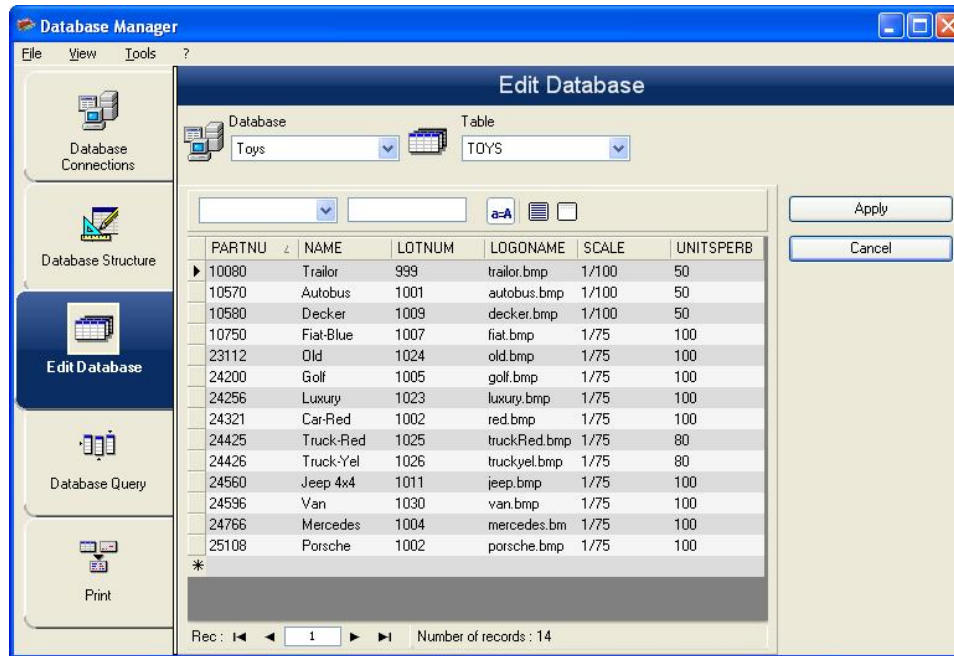 Database Manager
File View Tools ?
Edit Database
Database Table
Toys TOYS
Database
Connections
Database Structure
Edit Database
Database Query
Print
a=A
Apply
Cancel
PARTNU NAME LOTNUM LOGONAME SCALE UNITSPERB
10080 Trailor 999 trailor.bmp 1/100 50
10570 Autobus 1001 autobus.bmp 1/100 50
10580 Decker 1009 decker.bmp 1/100 50
10750 Fiat-Blue 1007 fiat.bmp 1/75 100
23112 Old 1024 old.bmp 1/75 100
24200 Golf 1005 golf.bmp 1/75 100
24256 Luxury 1023 luxury.bmp 1/75 100
24321 Car-Red 1002 red.bmp 1/75 100
24425 Truck-Red 1025 truckRed.bmp 1/75 80
24426 Truck-Yel 1026 truckyel.bmp 1/75 80
24560 Jeep 4x4 1011 jeep.bmp 1/75 100
24596 Van 1030 van.bmp 1/75 100
24766 Mercedes 1004 mercedes.bm 1/75 100
25108 Porsche 1002 porsche.bmp 1/75 100
Rec : 1 Number of records : 14